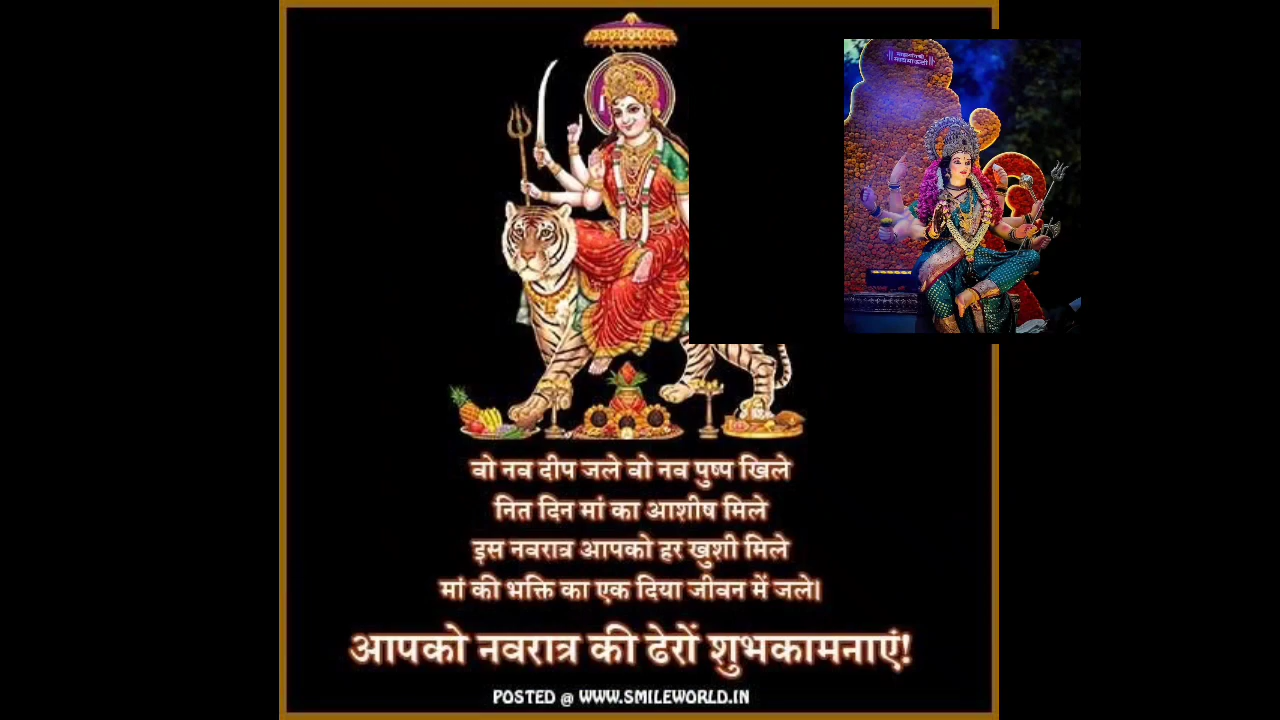 वो नव दीप जले वो नव पुष्प खिले
नित दिन मां का आशीष मिले
इस नवरात्र आपको हर खुशी मिले
मां की भक्ति का एक दिया जीवन में जले।
आपको नवरात्र की ढेरों शुभकामनाएं!
POSTED @ WWW.SMILEWORLD.IN